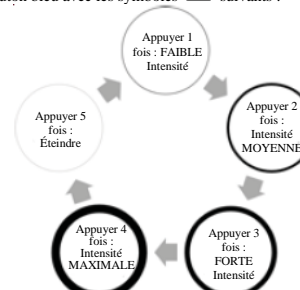 Appuyer 1
fois : FAIBLE
Intensité
Appuyer 2
fois :
Intensité
MOYENNE
Appuyer 3
fois :
FORTE
Intensité
Appuyer 4
fois :
Intensité
MAXIMALE
Appuyer 5
fois :
Éteindre